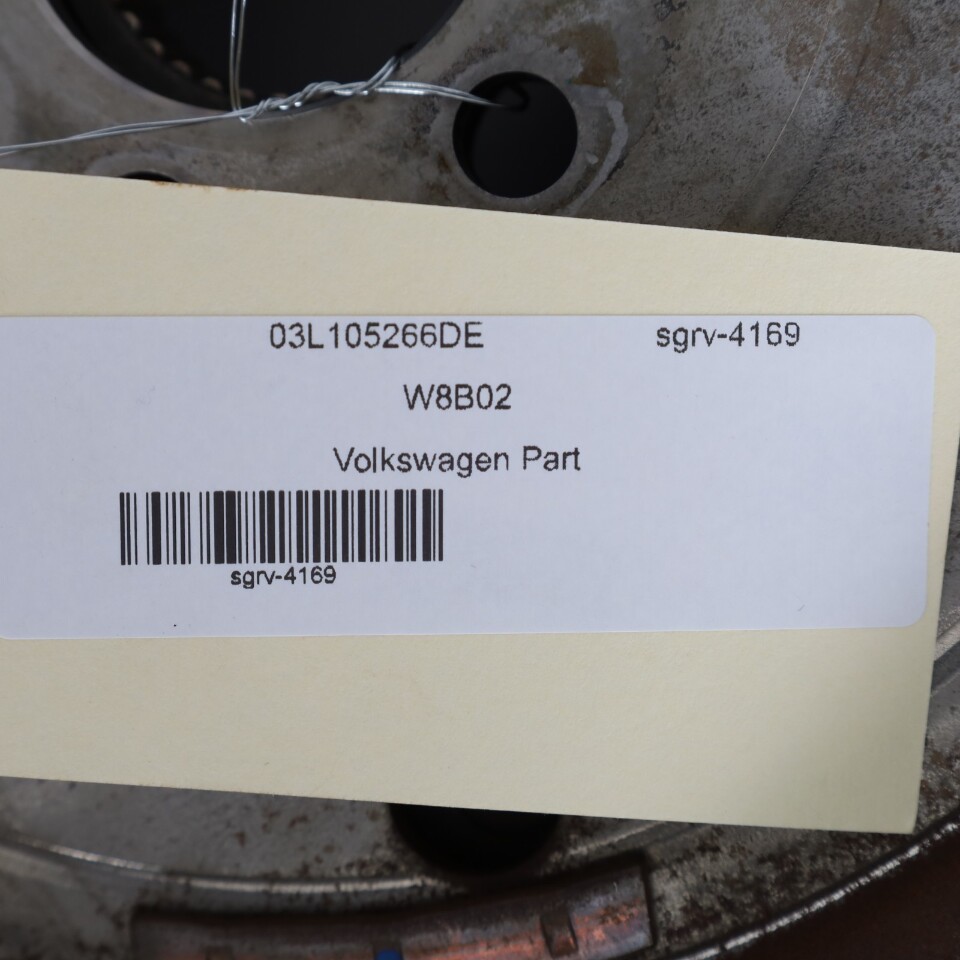 03L105266DE sgrv-4169
W8B02
Volkswagen Part
sgrv-4169